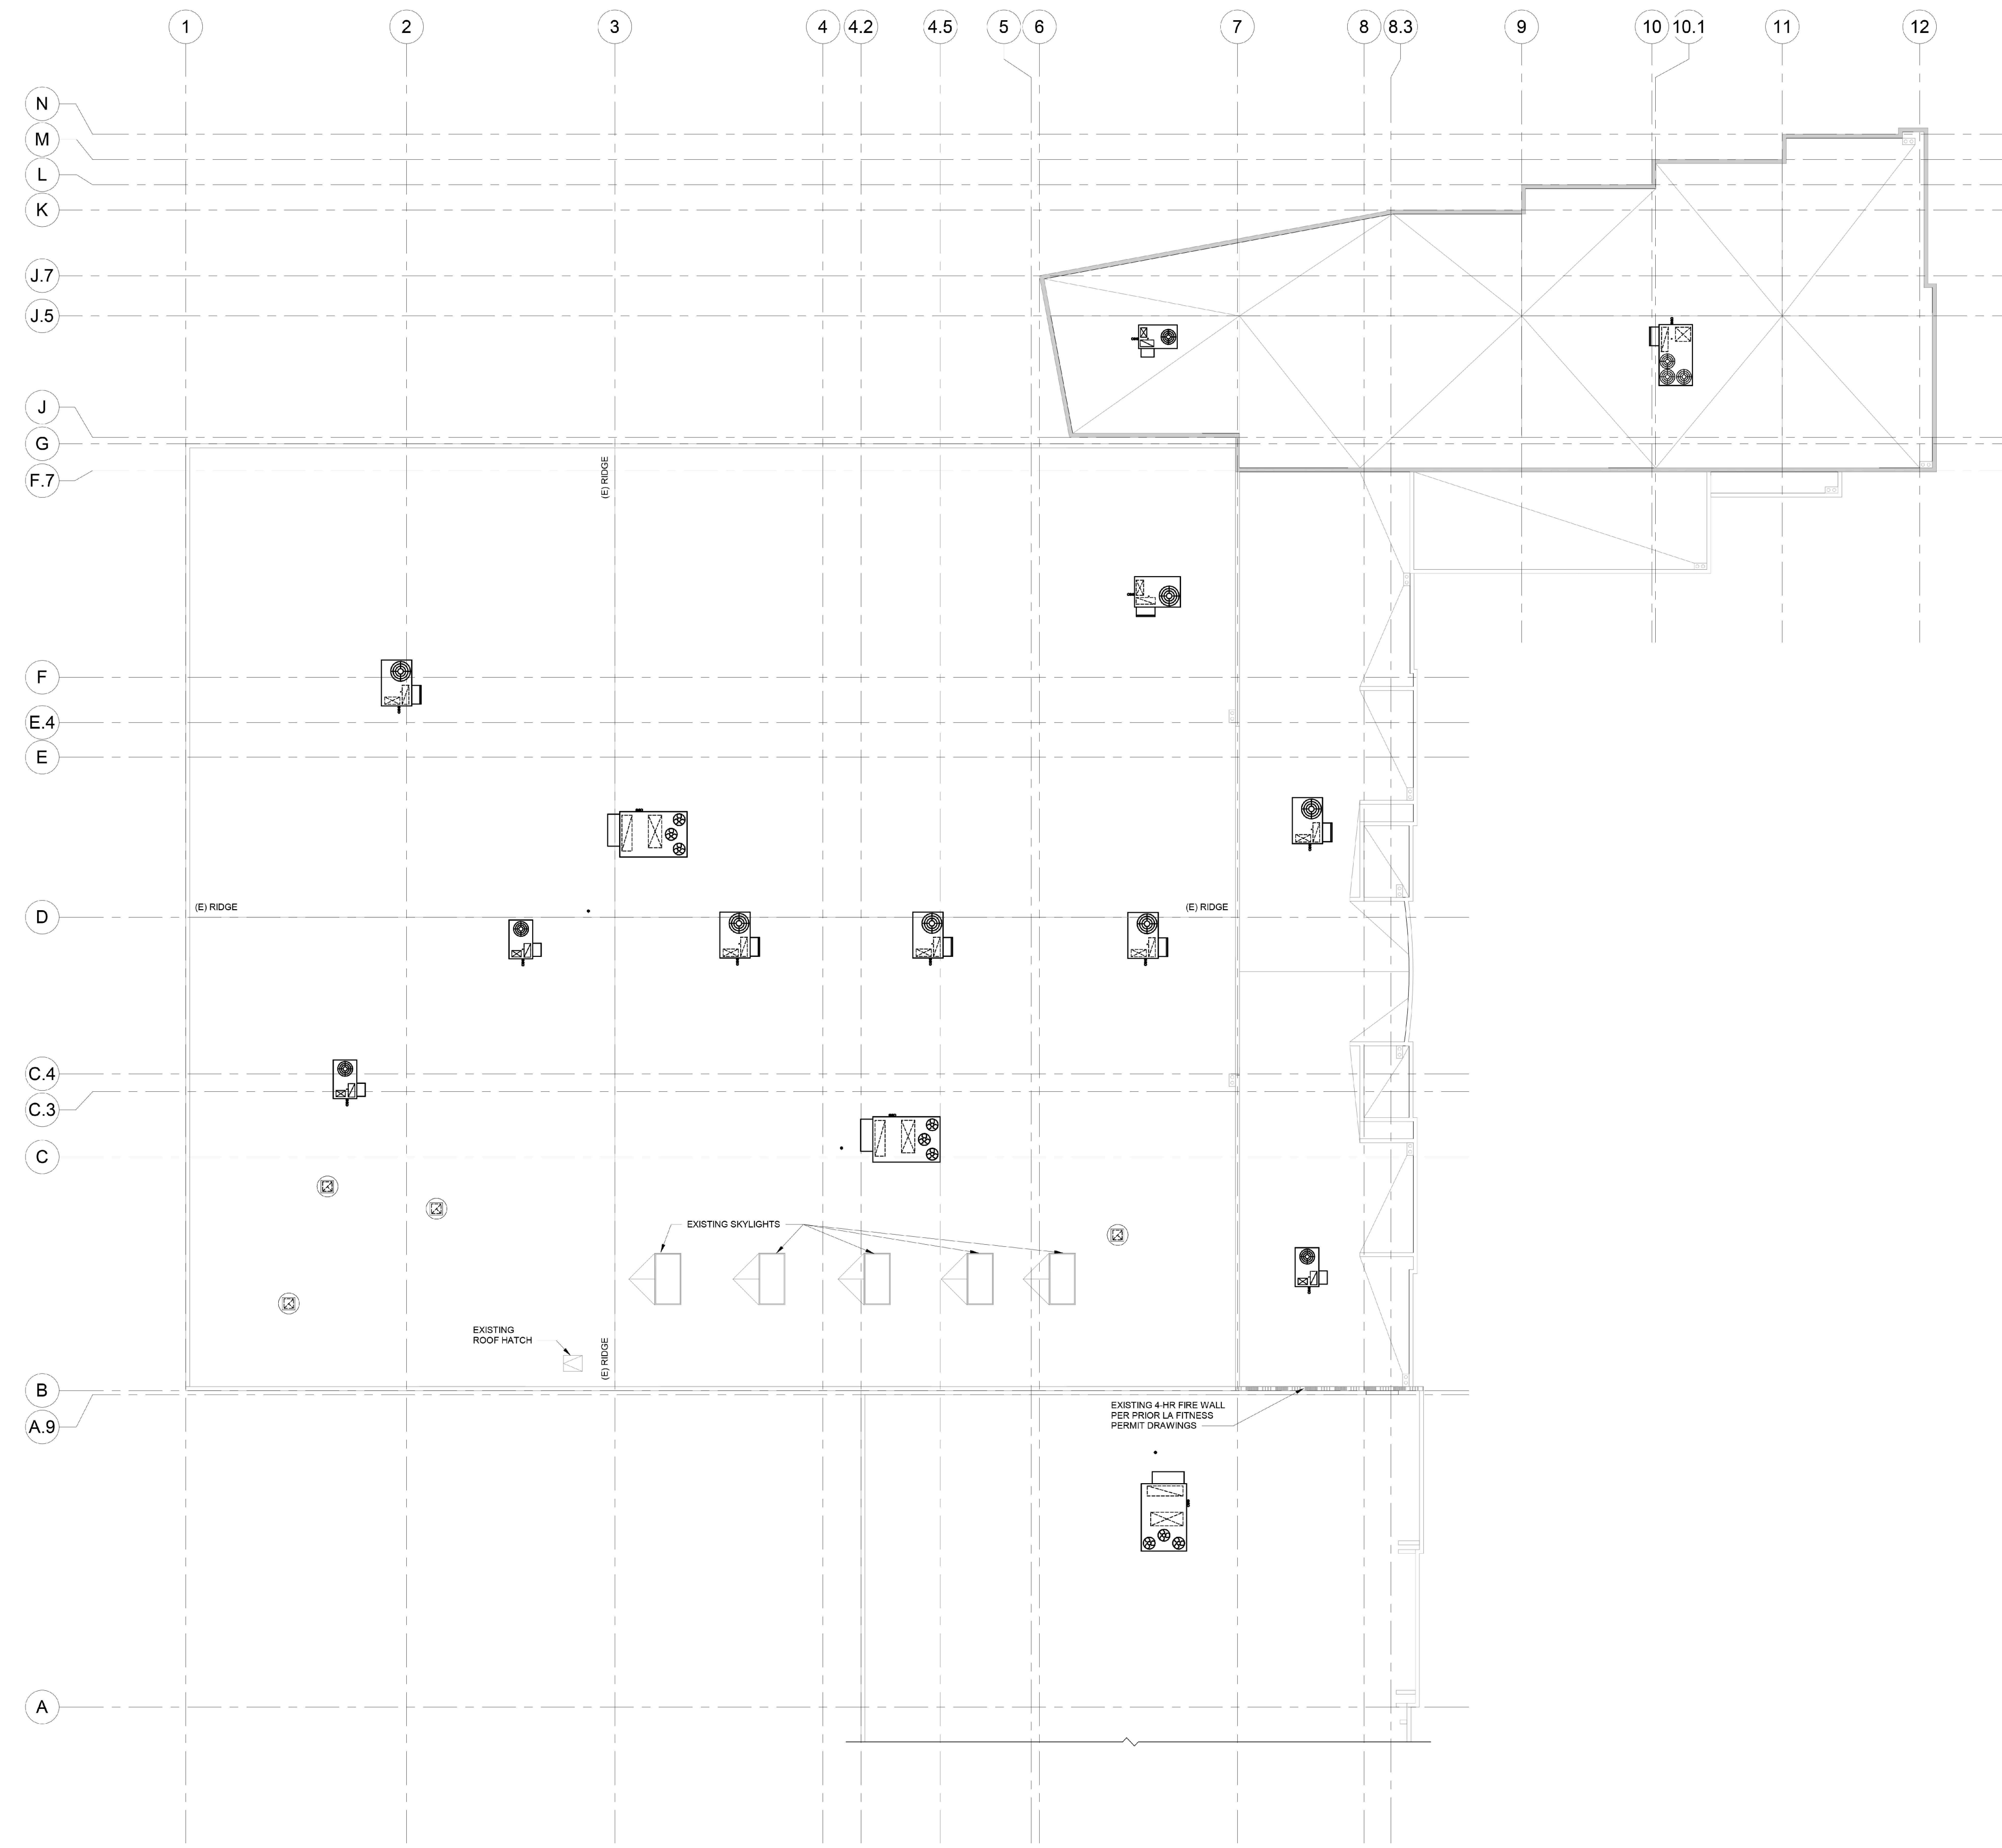 1
2
3
4
4.2
4.5
5
6
7
8
8.3
9
10
10.1
11
12
N
M
L
K
J.7
J.5
J
G
F.7
(E) RIDGE
F
E.4
E
(E) RIDGE
(E) RIDGE
D
C.4
C.3
C
EXISTING SKYLIGHTS
EXISTING
ROOF HATCH
(E) RIDGE
B
A.9
EXISTING 4-HR FIRE WALL
PER PRIOR LA FITNESS
PERMIT DRAWINGS
A